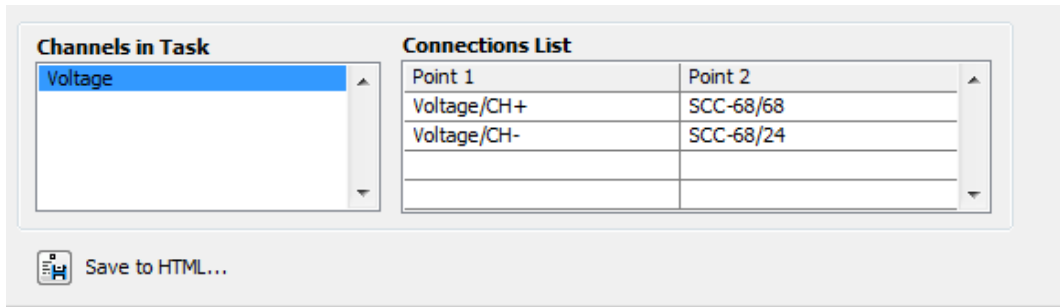 Channels in Task
Voltage
Connections List
Point 1 Point 2
Voltage/CH+ SCC-68/68
Voltage/CH- SCC-68/24
Save to HTML...